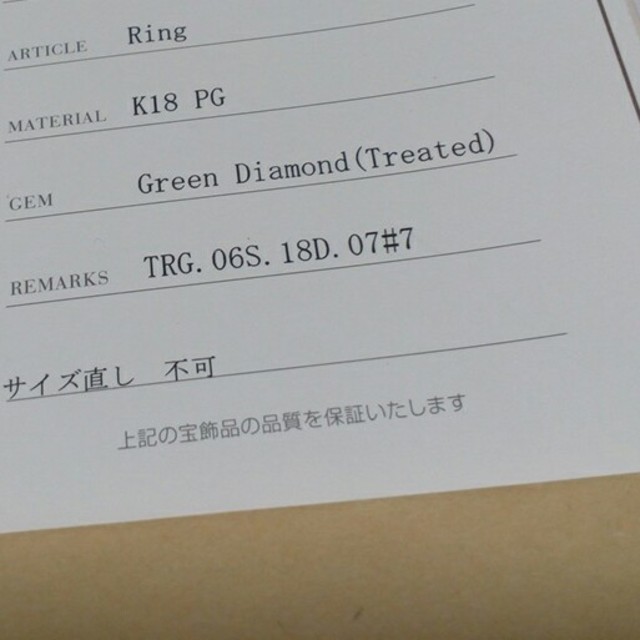 ARTICLE Ring
MATERIAL K18 PG
GEM Green Diamond(Treated)
REMARKS TRG.06S.18D.07#7
サイズ直し 不可
上記の宝飾品の品質を保証いたします